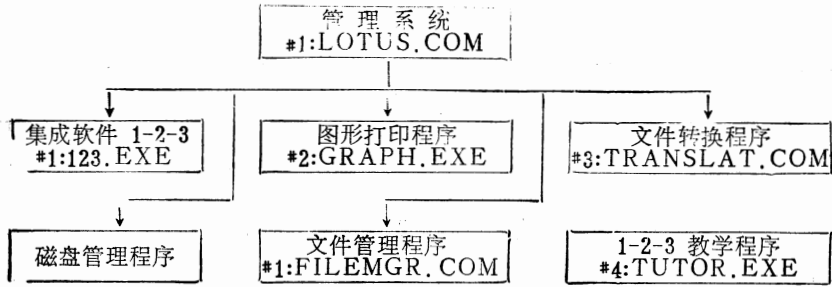 管理系统
#1:LOTUS.COM
集成软件 1-2-3
#1:123.EXE
图形打印程序
#2:GRAPH.EXE
文件转换程序
#3:TRANSLAT.COM
磁盘管理程序
文件管理程序
#1:FILEMGR.COM
1-2-3 教学程序
#4:TUTOR.EXE